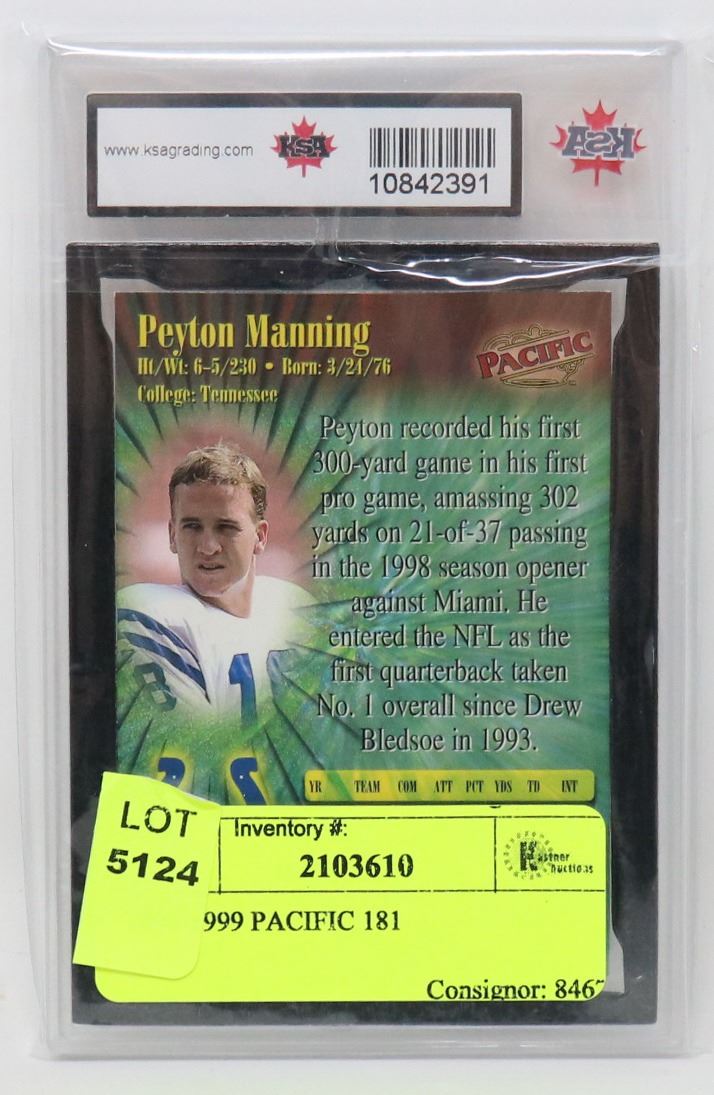 www.ksagrading.com
KSA
10842391
KSA
Peyton Manning
Ht/Wt: 6-5/230 • Born: 3/24/76
College: Tennessee
PACIFIC
Peyton recorded his first
300-yard game in his first
pro game, amassing 302
yards on 21-of-37 passing
in the 1998 season opener
against Miami. He
entered the NFL as the
first quarterback taken
No. 1 overall since Drew
Bledsoe in 1993.
8
1
YR TEAM COM ATT PCT YDS TD INT
LOT
5124
Inventory #:
2103610
Kastner
Auctions
999 PACIFIC 181
Consignor: 846